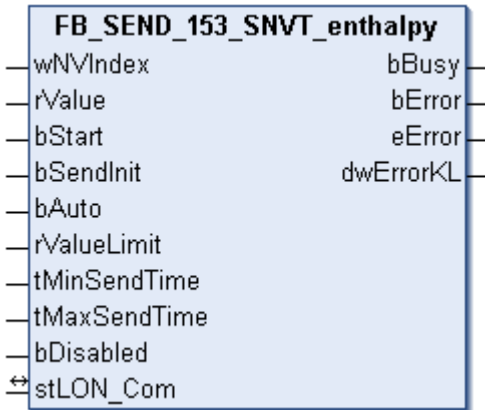 FB_SEND_153_SNVT_enthalpy
wNVIndex bBusy
rValue bError
bStart eError
bSendInit dwErrorKL
bAuto
rValueLimit
tMinSendTime
tMaxSendTime
bDisabled
stLON_Com